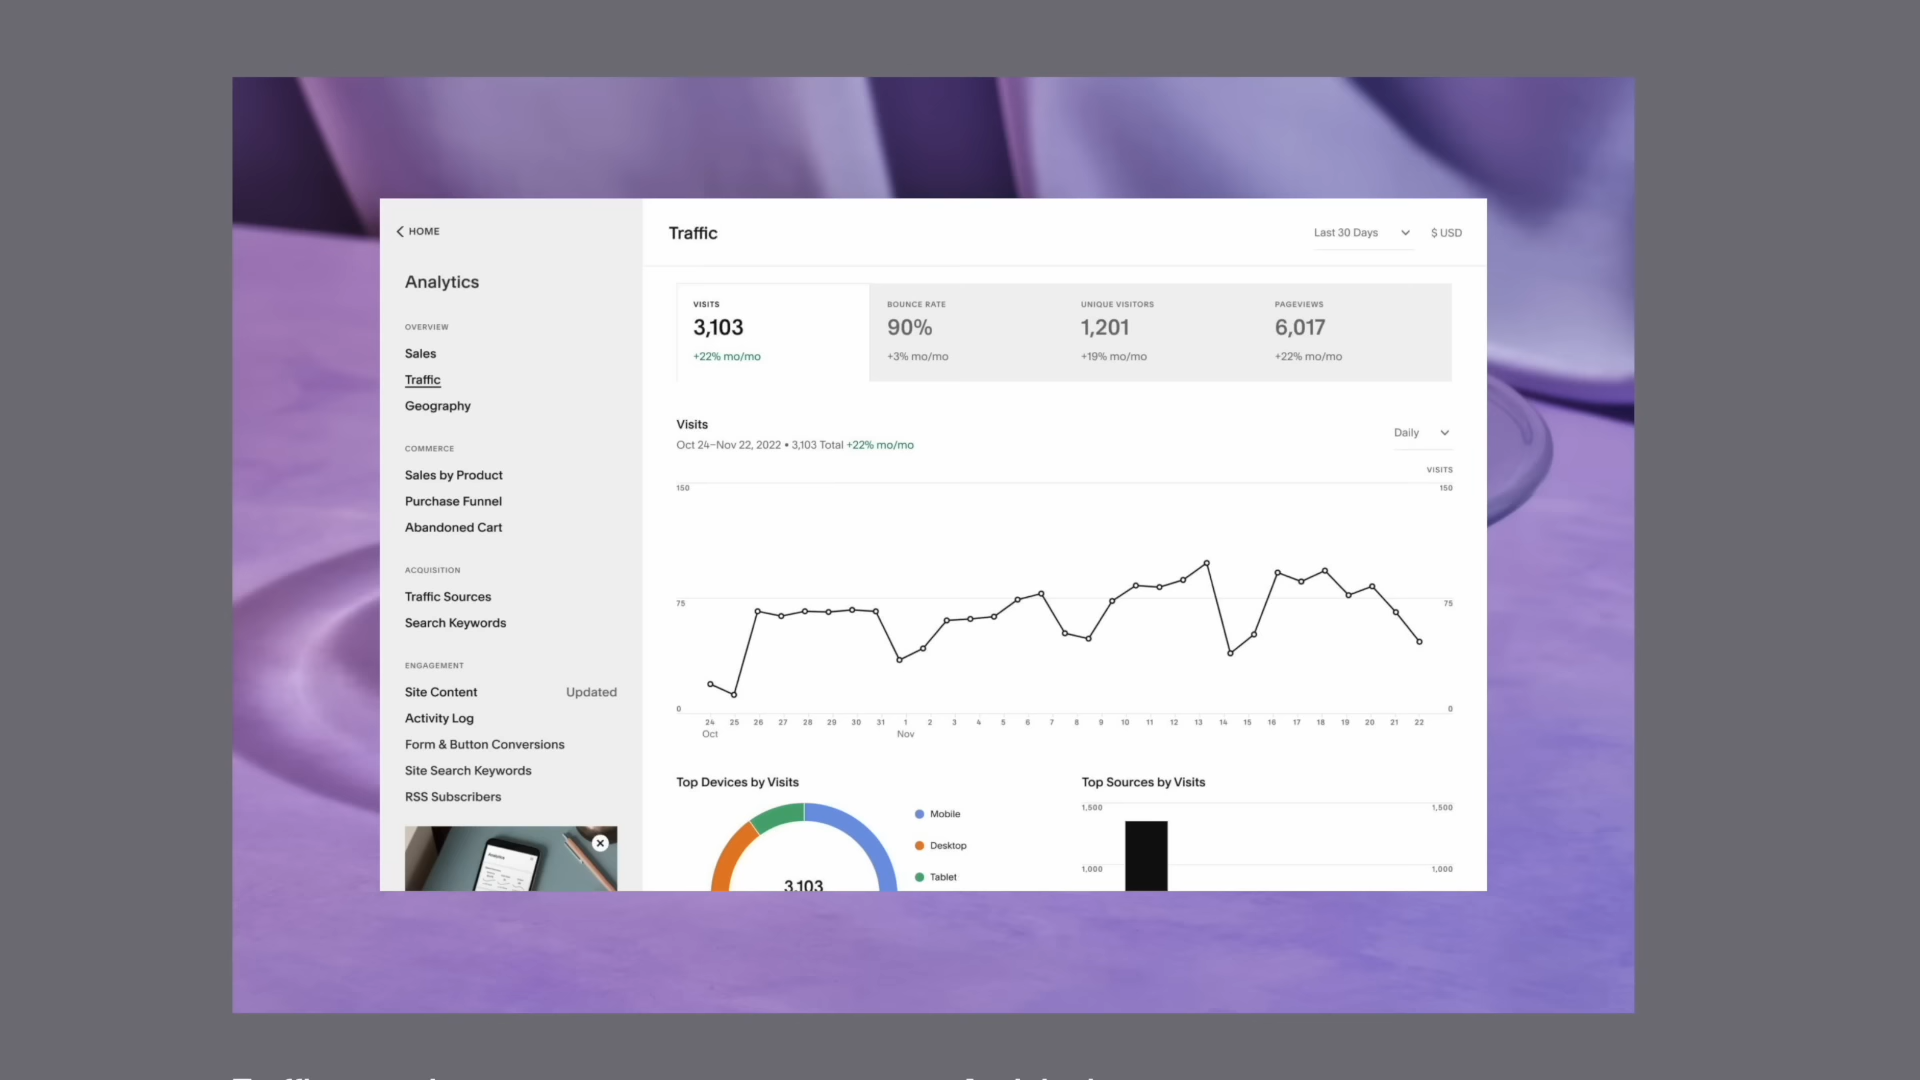 HOME
Analytics
OVERVIEW
Sales
Traffic
Geography
COMMERCE
Sales by Product
Purchase Funnel
Abandoned Cart
ACQUISITION
Traffic Sources
Search Keywords
ENGAGEMENT
Site Content Updated
Activity Log
Form & Button Conversions
Site Search Keywords
RSS Subscribers
Analytics
Traffic
Last 30 Days $ USD
VISITS BOUNCE RATE UNIQUE VISITORS PAGEVIEWS
3,103 90% 1,201 6,017
+22% mo/mo +3% mo/mo +19% mo/mo +22% mo/mo
Visits
Oct 24–Nov 22, 2022 • 3,103 Total +22% mo/mo
Daily
VISITS
150 150
75 75
0 0
24 25 26 27 28 29 30 31 1 2 3 4 5 6 7 8 9 10 11 12 13 14 15 16 17 18 19 20 21 22
Oct Nov
Top Devices by Visits
3,103
Mobile
Desktop
Tablet
Top Sources by Visits
1,500 1,500
1,000 1,000